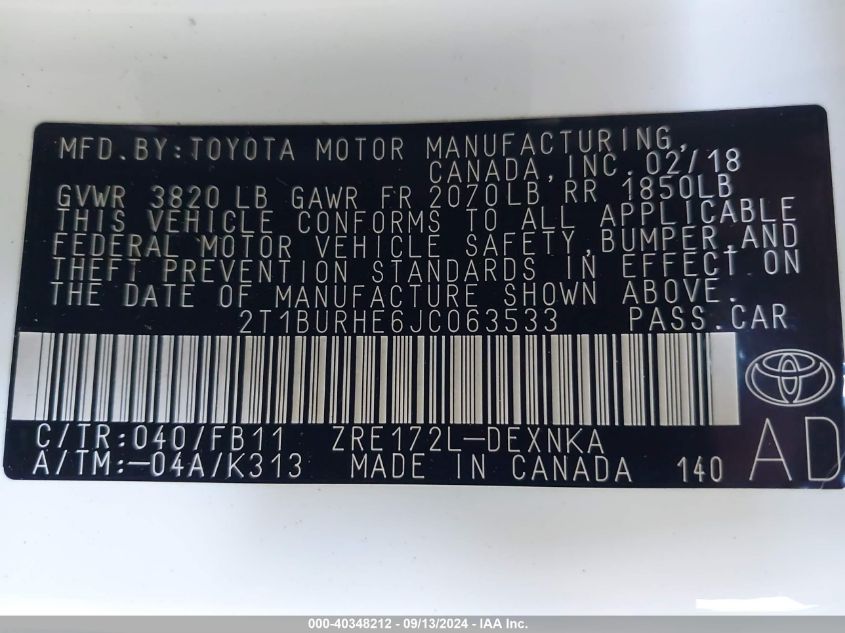 MFD.BY:TOYOTA MOTOR MANUFACTURING,
CANADA,INC.02/18
GVWR 3820 LB GAWR FR 2070LB RR 1850LB
THIS VEHICLE CONFORMS TO ALL APPLICABLE
FEDERAL MOTOR VEHICLE SAFETY,BUMPER,AND
THEFT PREVENTION STANDARDS IN EFFECT ON
THE DATE OF MANUFACTURE SHOWN ABOVE.
2T1BURHE6JC063533 PASS.CAR
C/TR:040/FB11 ZRE172L-DEXNKA
A/TM:-04A/K313 MADE IN CANADA 140 AD
000-40348212 - 09/13/2024 - IAA Inc.